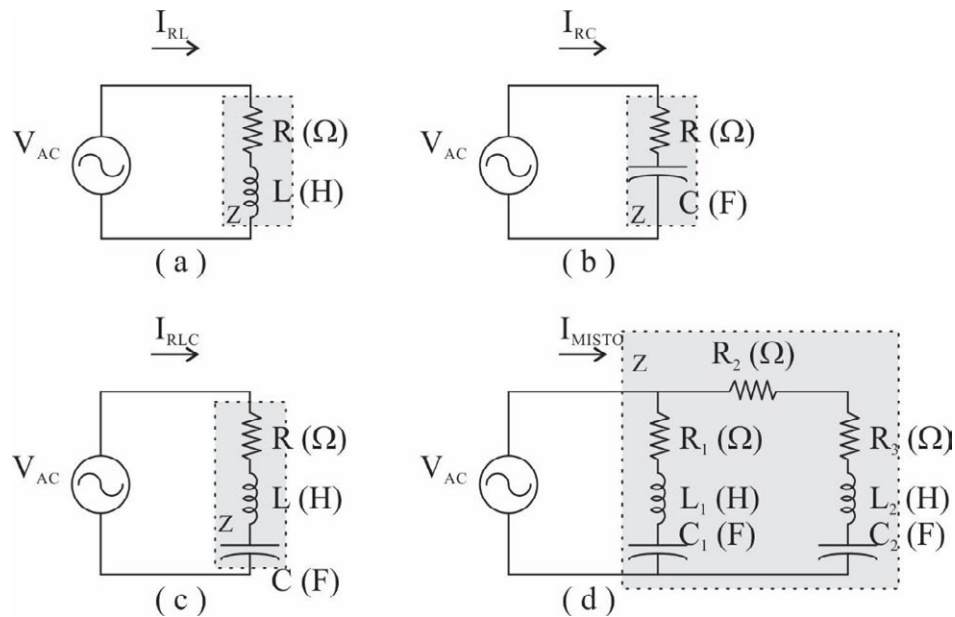 I_RL
V_AC
R (Ω)
L (H)
Z
( a )
I_RC
V_AC
R (Ω)
C (F)
Z
( b )
I_RLC
V_AC
R (Ω)
L (H)
Z
C (F)
( c )
I_MISTO
Z
R_2 (Ω)
V_AC
R_1 (Ω)
R_3 (Ω)
L_1 (H)
L_2 (H)
C_1 (F)
C_2 (F)
( d )